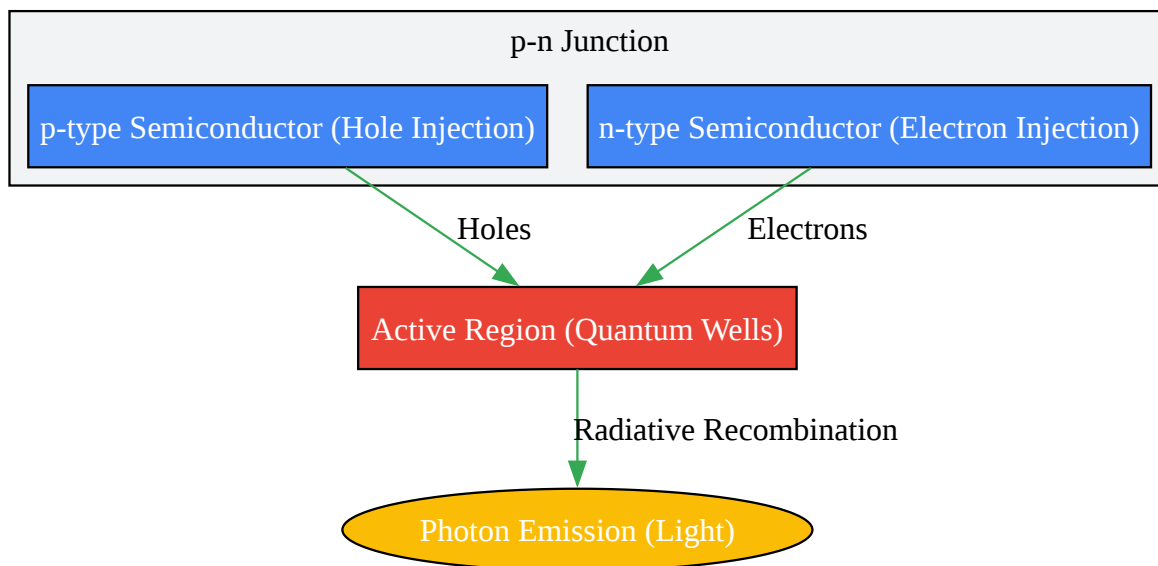 p-n Junction
p-type Semiconductor (Hole Injection)
n-type Semiconductor (Electron Injection)
Holes
Electrons
Active Region (Quantum Wells)
Radiative Recombination
Photon Emission (Light)